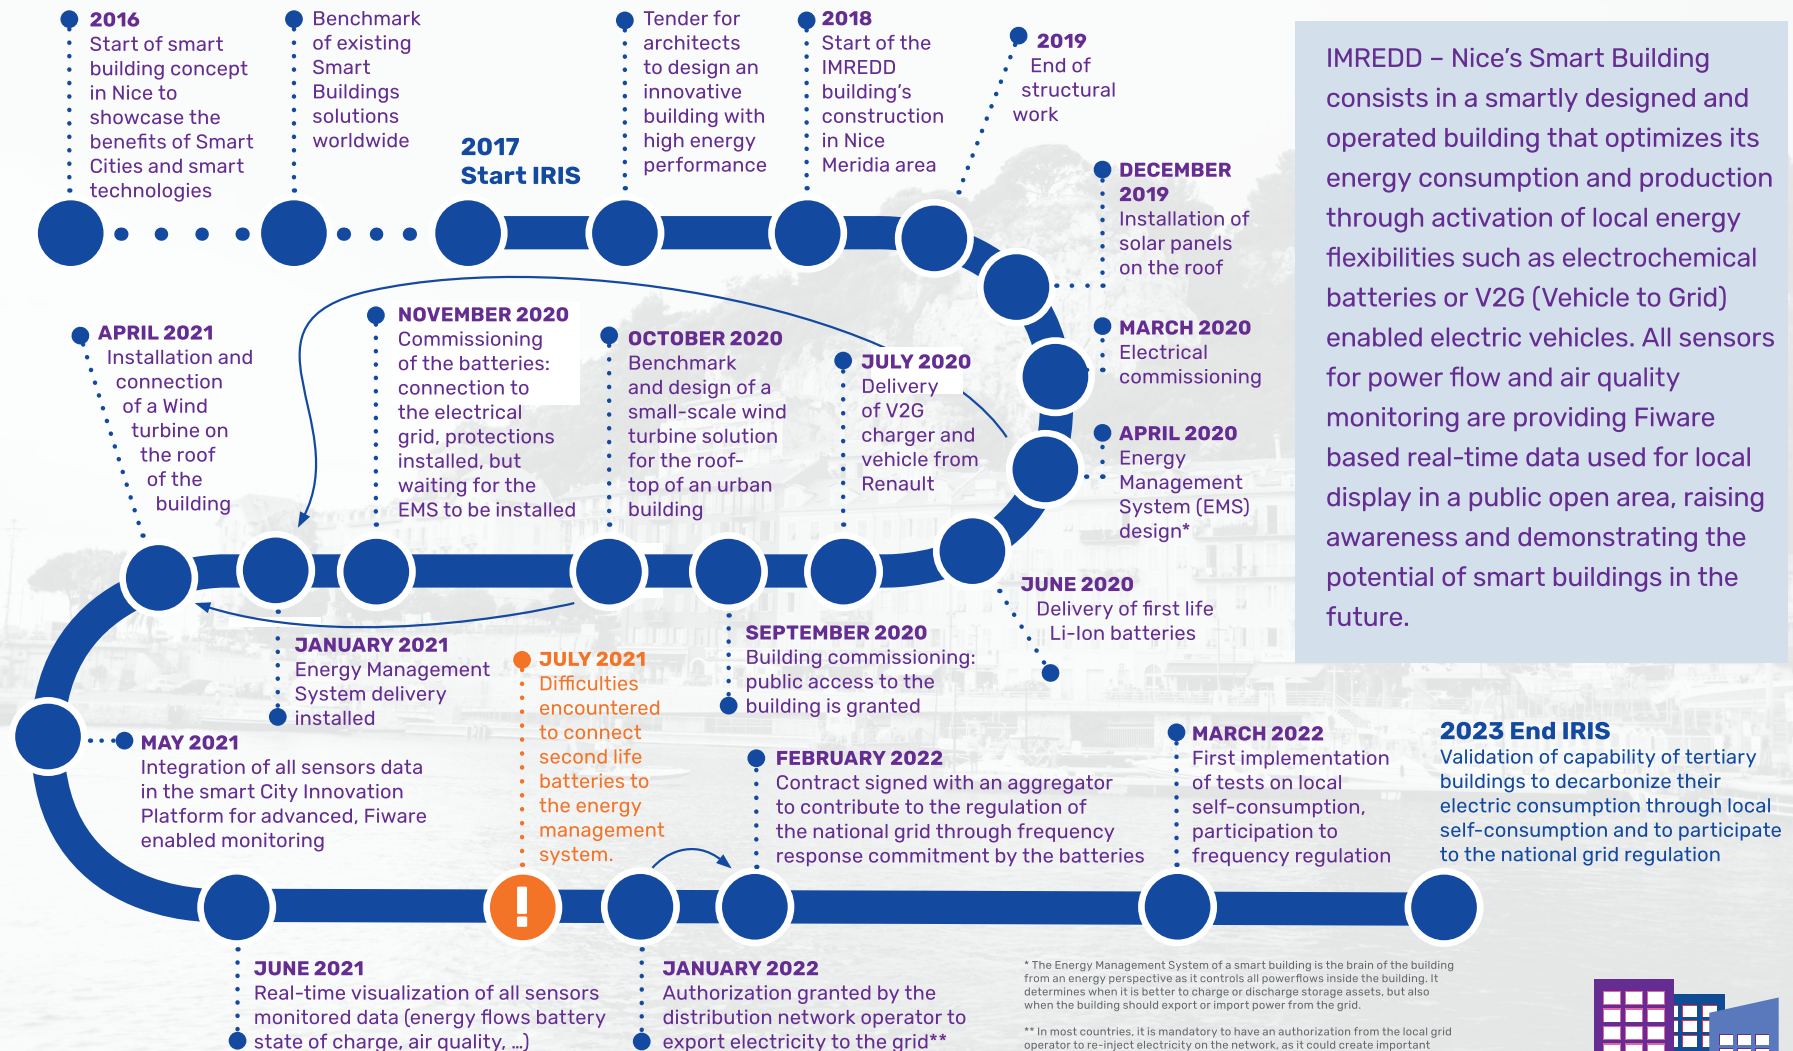 2016
Start of smart
building concept
in Nice to
showcase the
benefits of Smart
Cities and smart
technologies
Benchmark
of existing
Smart
Buildings
solutions
worldwide
2017
Start IRIS
Tender for
architects
to design an
innovative
building with
high energy
performance
2018
Start of the
IMREDD
building's
construction
in Nice
Meridia area
2019
End of
structural
work
DECEMBER
2019
Installation of
solar panels
on the roof
MARCH 2020
Electrical
commissioning
APRIL 2020
Energy
Management
System (EMS)
design*
JUNE 2020
Delivery of first life
Li-Ion batteries
JULY 2020
Delivery
of V2G
charger and
vehicle from
Renault
SEPTEMBER 2020
Building commissioning:
public access to the
building is granted
OCTOBER 2020
Benchmark
and design of a
small-scale wind
turbine solution
for the roof-
top of an urban
building
NOVEMBER 2020
Commissioning
of the batteries:
connection to
the electrical
grid, protections
installed, but
waiting for the
EMS to be installed
JANUARY 2021
Energy Management
System delivery
installed
APRIL 2021
Installation and
connection
of a Wind
turbine on
the roof
of the
building
MAY 2021
Integration of all sensors data
in the smart City Innovation
Platform for advanced, Fiware
enabled monitoring
JUNE 2021
Real-time visualization of all sensors
monitored data (energy flows battery
state of charge, air quality, …)
JULY 2021
Difficulties
encountered
to connect
second life
batteries to
the energy
management
system.
!
JANUARY 2022
Authorization granted by the
distribution network operator to
export electricity to the grid**
FEBRUARY 2022
Contract signed with an aggregator
to contribute to the regulation of
the national grid through frequency
response commitment by the batteries
MARCH 2022
First implementation
of tests on local
self-consumption,
participation to
frequency regulation
2023 End IRIS
Validation of capability of tertiary
buildings to decarbonize their
electric consumption through local
self-consumption and to participate
to the national grid regulation
IMREDD – Nice's Smart Building
consists in a smartly designed and
operated building that optimizes its
energy consumption and production
through activation of local energy
flexibilities such as electrochemical
batteries or V2G (Vehicle to Grid)
enabled electric vehicles. All sensors
for power flow and air quality
monitoring are providing Fiware
based real-time data used for local
display in a public open area, raising
awareness and demonstrating the
potential of smart buildings in the
future.
* The Energy Management System of a smart building is the brain of the building
from an energy perspective as it controls all powerflows inside the building. It
determines when it is better to charge or discharge storage assets, but also
when the building should export or import power from the grid.
** In most countries, it is mandatory to have an authorization from the local grid
operator to re-inject electricity on the network, as it could create important